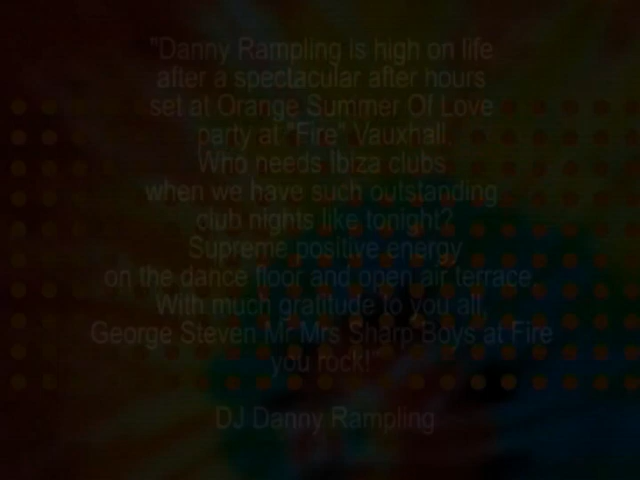 "Danny Rampling is high on life
after a spectacular after hours
set at Orange Summer Of Love
party at "Fire" Vauxhall.
Who needs Ibiza clubs
when we have such outstanding
club nights like tonight?
Supreme positive energy
on the dance floor and open air terrace
With much gratitude to you all
George Steven Mr Mrs Sharp Boys at Fire
you rock!"
DJ Danny Rampling